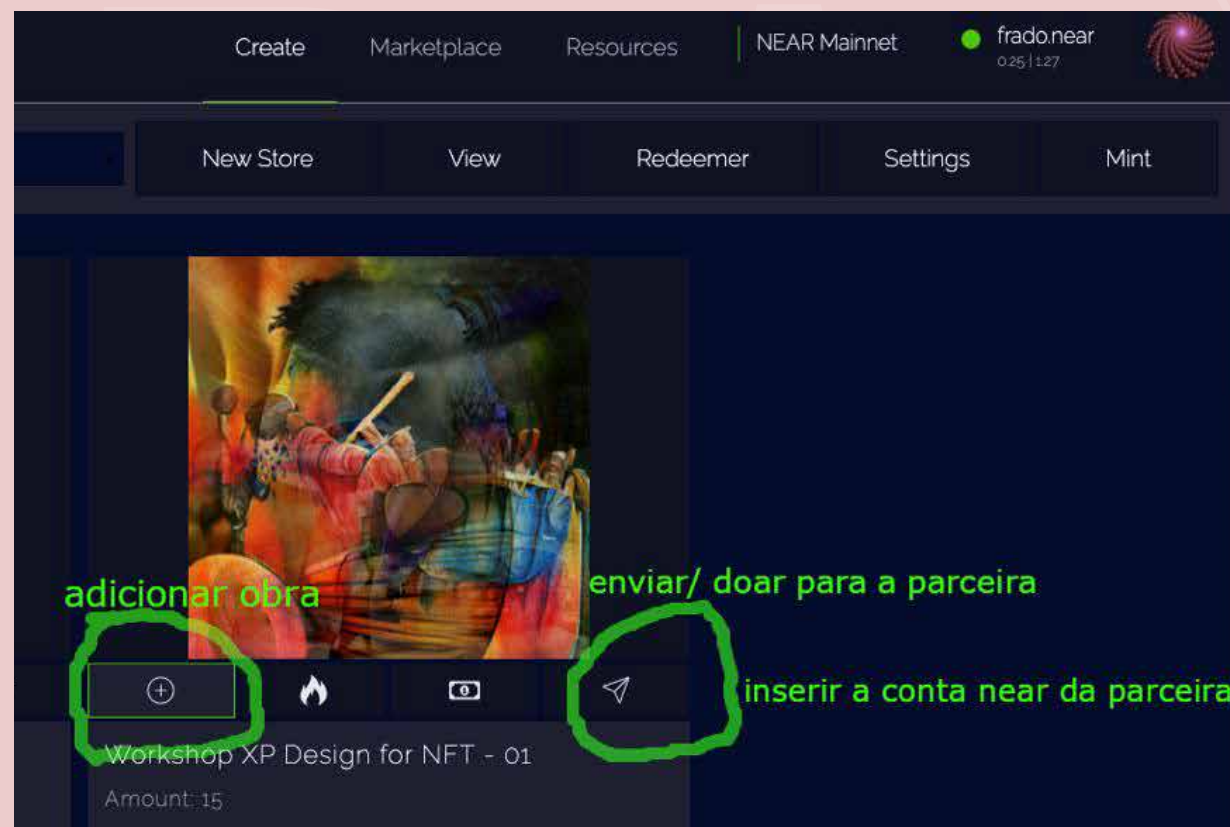 Create Marketplace Resources NEAR Mainnet frado.near
0.25 | 1.27
New Store View Redeemer Settings Mint
adicionar obra
enviar/ doar para a parceira
inserir a conta near da parceira
Workshop XP Design for NFT - 01
Amount: 15